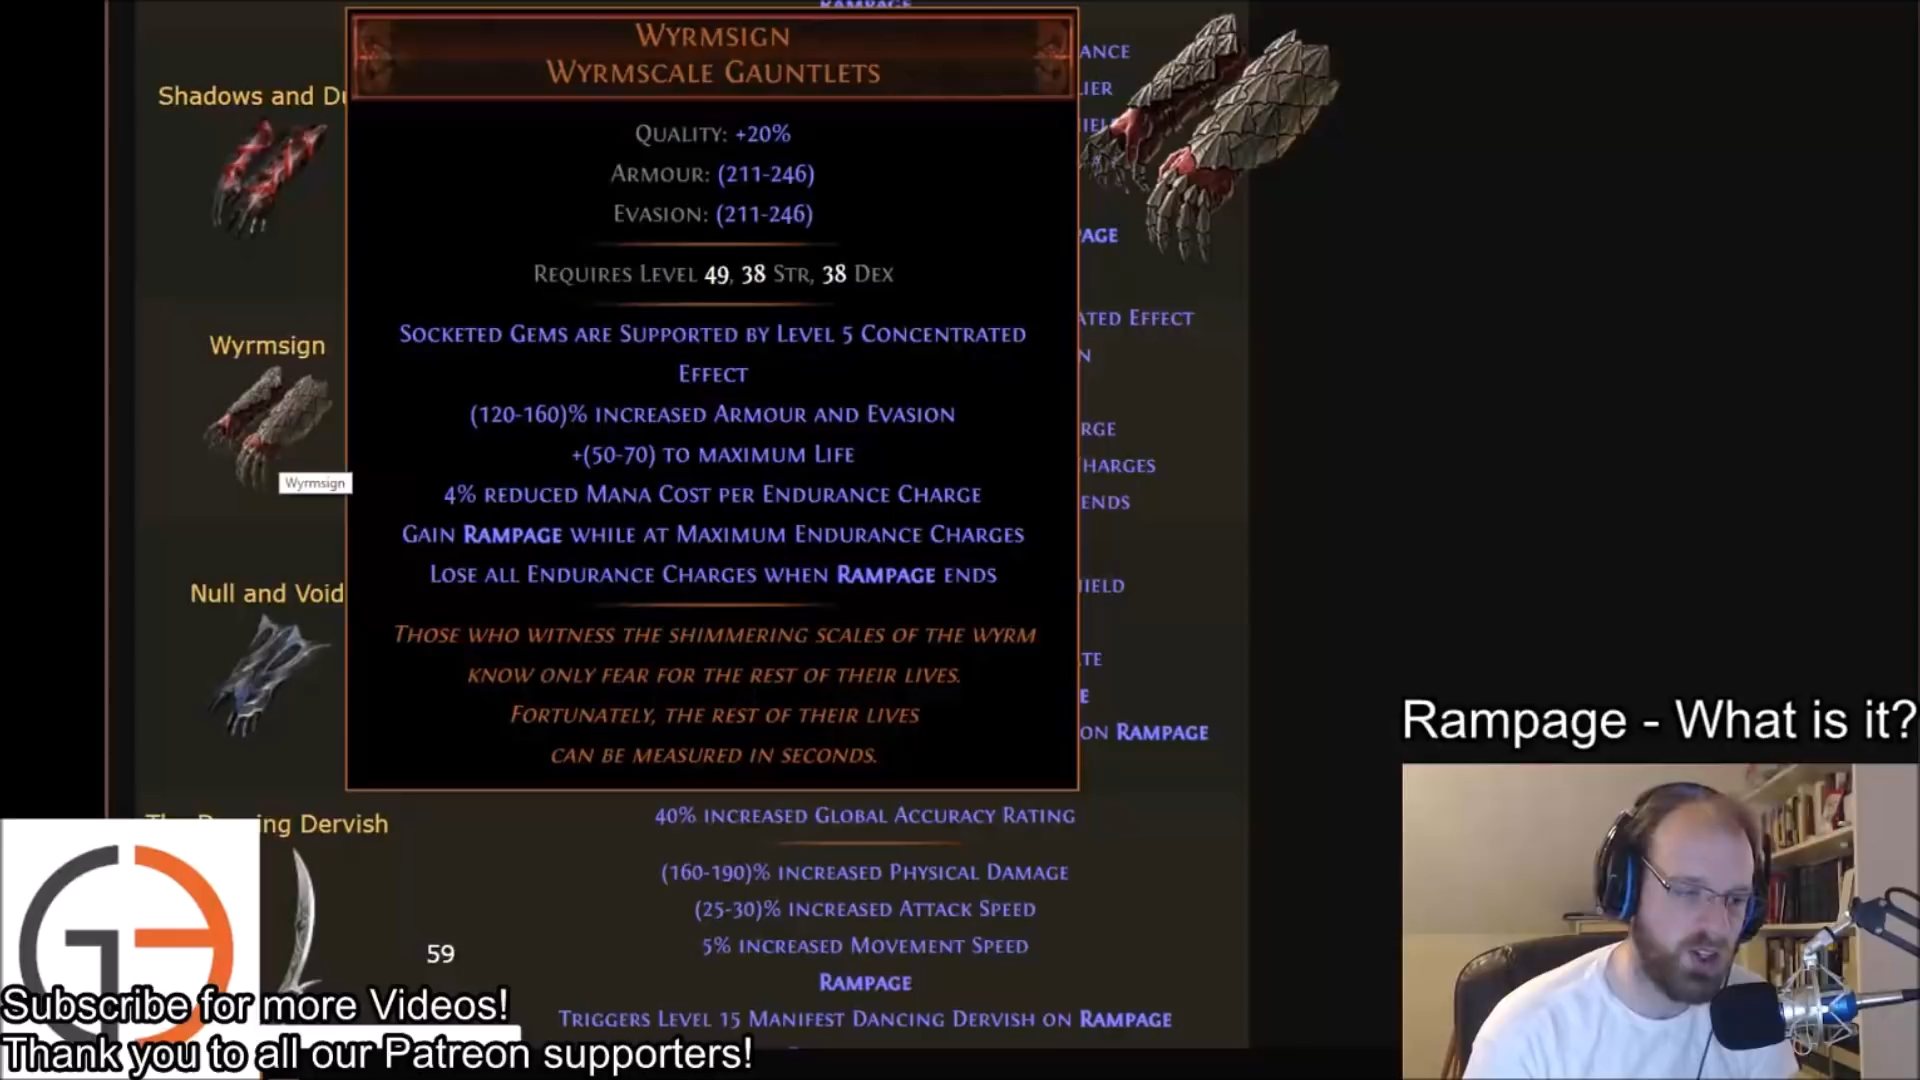 RAMPAGE
WYRMSIGN
WYRMSCALE GAUNTLETS
QUALITY: +20%
ARMOUR: (211-246)
EVASION: (211-246)
REQUIRES LEVEL 49, 38 STR, 38 DEX
SOCKETED GEMS ARE SUPPORTED BY LEVEL 5 CONCENTRATED
EFFECT
(120-160)% INCREASED ARMOUR AND EVASION
+(50-70) TO MAXIMUM LIFE
4% REDUCED MANA COST PER ENDURANCE CHARGE
GAIN RAMPAGE WHILE AT MAXIMUM ENDURANCE CHARGES
LOSE ALL ENDURANCE CHARGES WHEN RAMPAGE ENDS
THOSE WHO WITNESS THE SHIMMERING SCALES OF THE WYRM
KNOW ONLY FEAR FOR THE REST OF THEIR LIVES.
FORTUNATELY, THE REST OF THEIR LIVES
CAN BE MEASURED IN SECONDS.
Shadows and Du
Wyrmsign
Wyrmsign
Null and Void
ing Dervish
ANCE
LIER
IEL
AGE
ATED EFFECT
N
RGE
HARGES
ENDS
IELD
TE
E
ON RAMPAGE
40% INCREASED GLOBAL ACCURACY RATING
(160-190)% INCREASED PHYSICAL DAMAGE
(25-30)% INCREASED ATTACK SPEED
5% INCREASED MOVEMENT SPEED
RAMPAGE
TRIGGERS LEVEL 15 MANIFEST DANCING DERVISH ON RAMPAGE
59
Rampage - What is it?
Subscribe for more Videos!
Thank you to all our Patreon supporters!